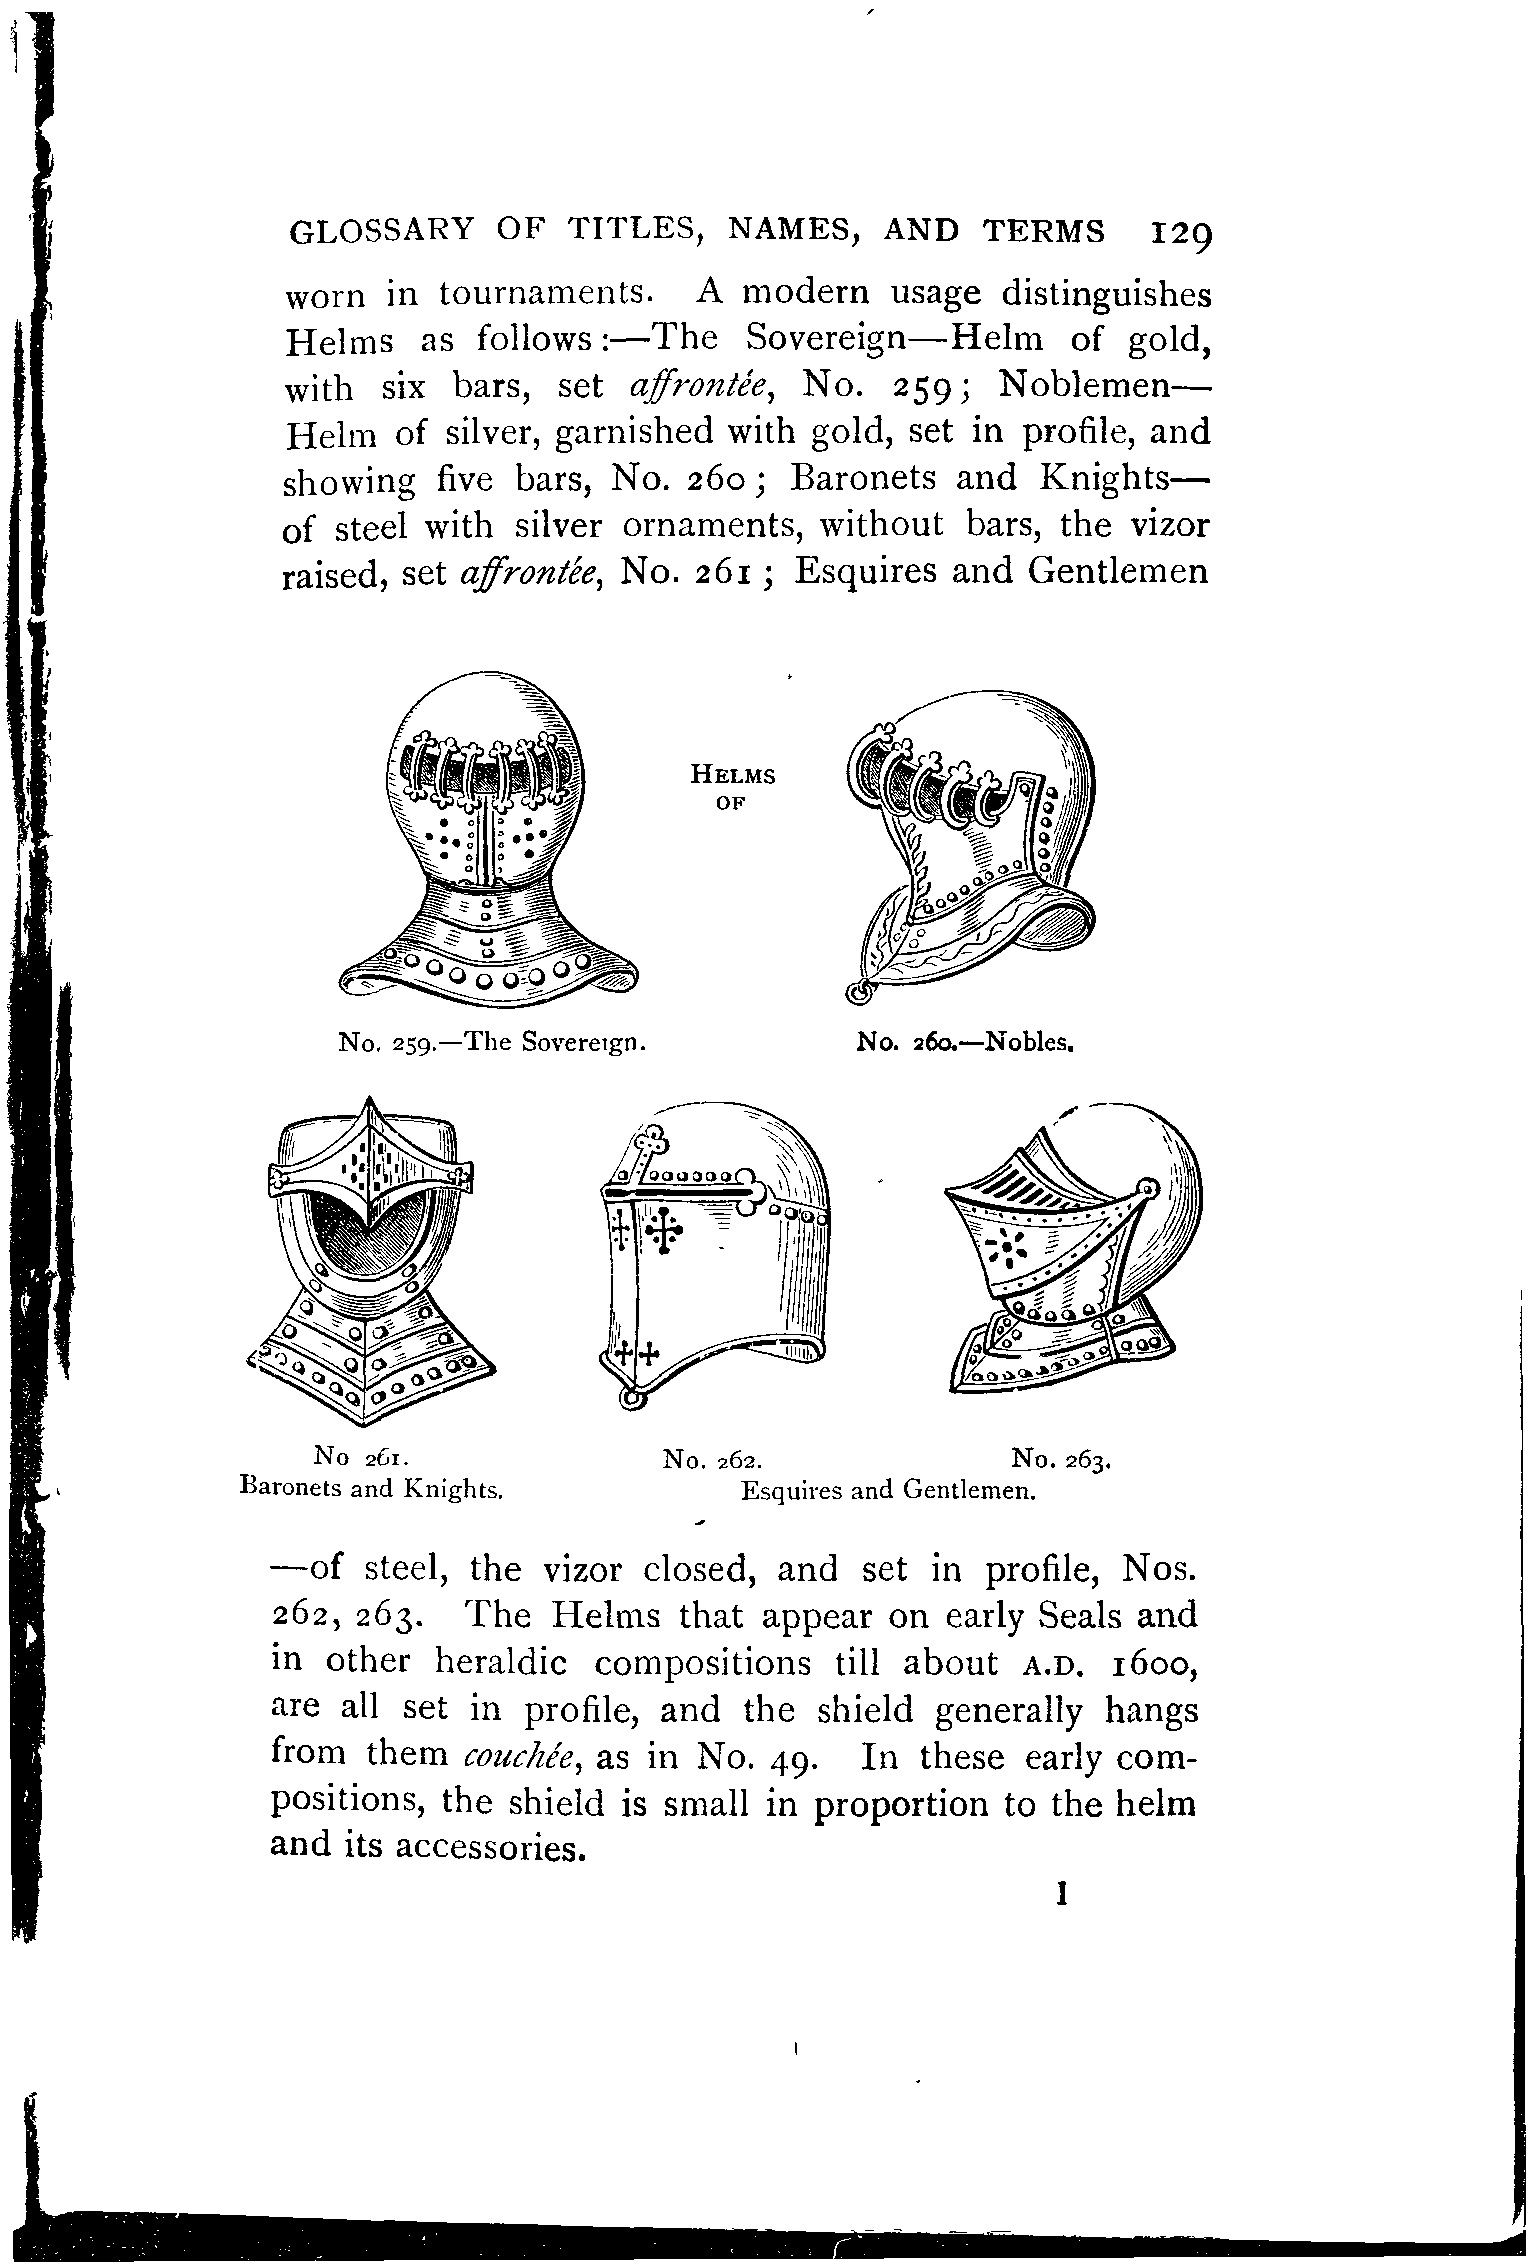 GLOSSARY OF TITLES, NAMES, AND TERMS 129
worn in tournaments. A modern usage distinguishes
Helms as follows:—The Sovereign—Helm of gold,
with six bars, set affrontée, No. 259; Noblemen—
Helm of silver, garnished with gold, set in profile, and
showing five bars, No. 260; Baronets and Knights—
of steel with silver ornaments, without bars, the vizor
raised, set affrontée, No. 261; Esquires and Gentlemen
HELMS
OF
No. 259.—The Sovereign.
No. 260.—Nobles.
No 261.
Baronets and Knights.
No. 262.
No. 263.
Esquires and Gentlemen.
—of steel, the vizor closed, and set in profile, Nos.
262, 263. The Helms that appear on early Seals and
in other heraldic compositions till about A.D. 1600,
are all set in profile, and the shield generally hangs
from them couchée, as in No. 49. In these early com-
positions, the shield is small in proportion to the helm
and its accessories.
I